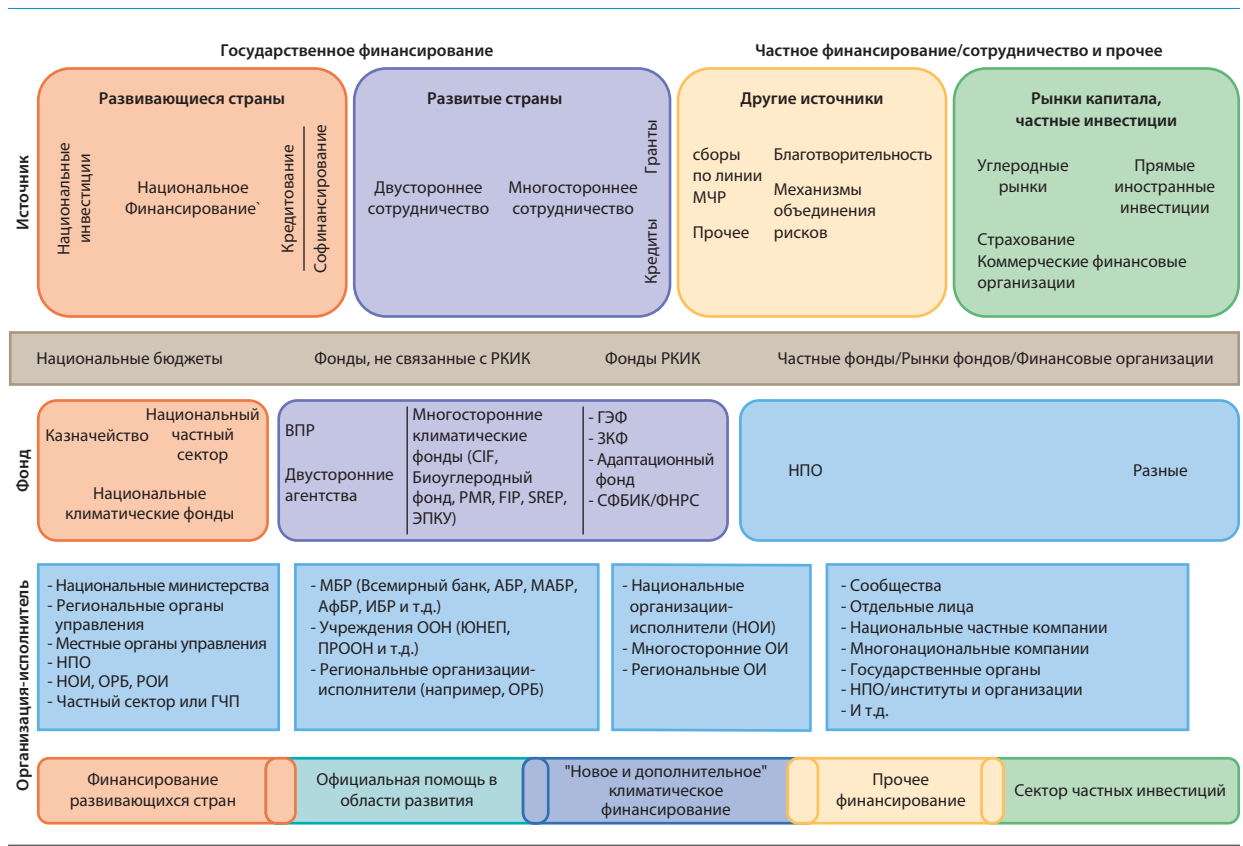 Государственное финансирование
Частное финансирование/сотрудничество и прочее
Источник
Развивающиеся страны
Национальные
инвестиции
Национальное
Финансирование`
Кредитование
Софинансирование
Развитые страны
Двустороннее
сотрудничество
Многостороннее
сотрудничество
Гранты
Кредиты
Другие источники
сборы
по линии
МЧР
Прочее
Благотворительность
Механизмы
объединения
рисков
Рынки капитала,
частные инвестиции
Углеродные
рынки
Прямые
иностранные
инвестиции
Страхование
Коммерческие финансовые
организации
Национальные бюджеты
Фонды, не связанные с РКИК
Фонды РКИК
Частные фонды/Рынки фондов/Финансовые организации
Фонд
Казначейство
Национальный
частный
сектор
Национальные
климатические фонды
ВПР
Двусторонние
агентства
Многосторонние
климатические
фонды (CIF,
Биоуглеродный
фонд, PMR, FIP, SREP,
ЭПКУ)
- ГЭФ
- ЗКФ
- Адаптационный
фонд
- СФБИК/ФНРС
НПО
Разные
Организация-исполнитель
- Национальные министерства
- Региональные органы
управления
- Местные органы управления
- НПО
- НОИ, ОРБ, РОИ
- Частный сектор или ГЧП
- МБР (Всемирный банк, АБР, МАБР,
АфБР, ИБР и т.д.)
- Учреждения ООН (ЮНЕП,
ПРООН и т.д.)
- Региональные организации-
исполнители (например, ОРБ)
- Национальные
организации-
исполнители (НОИ)
- Многосторонние ОИ
- Региональные ОИ
- Сообщества
- Отдельные лица
- Национальные частные компании
- Многонациональные компании
- Государственные органы
- НПО/институты и организации
- И т.д.
Финансирование
развивающихся стран
Официальная помощь в
области развития
"Новое и дополнительное"
климатическое
финансирование
Прочее
финансирование
Сектор частных инвестиций